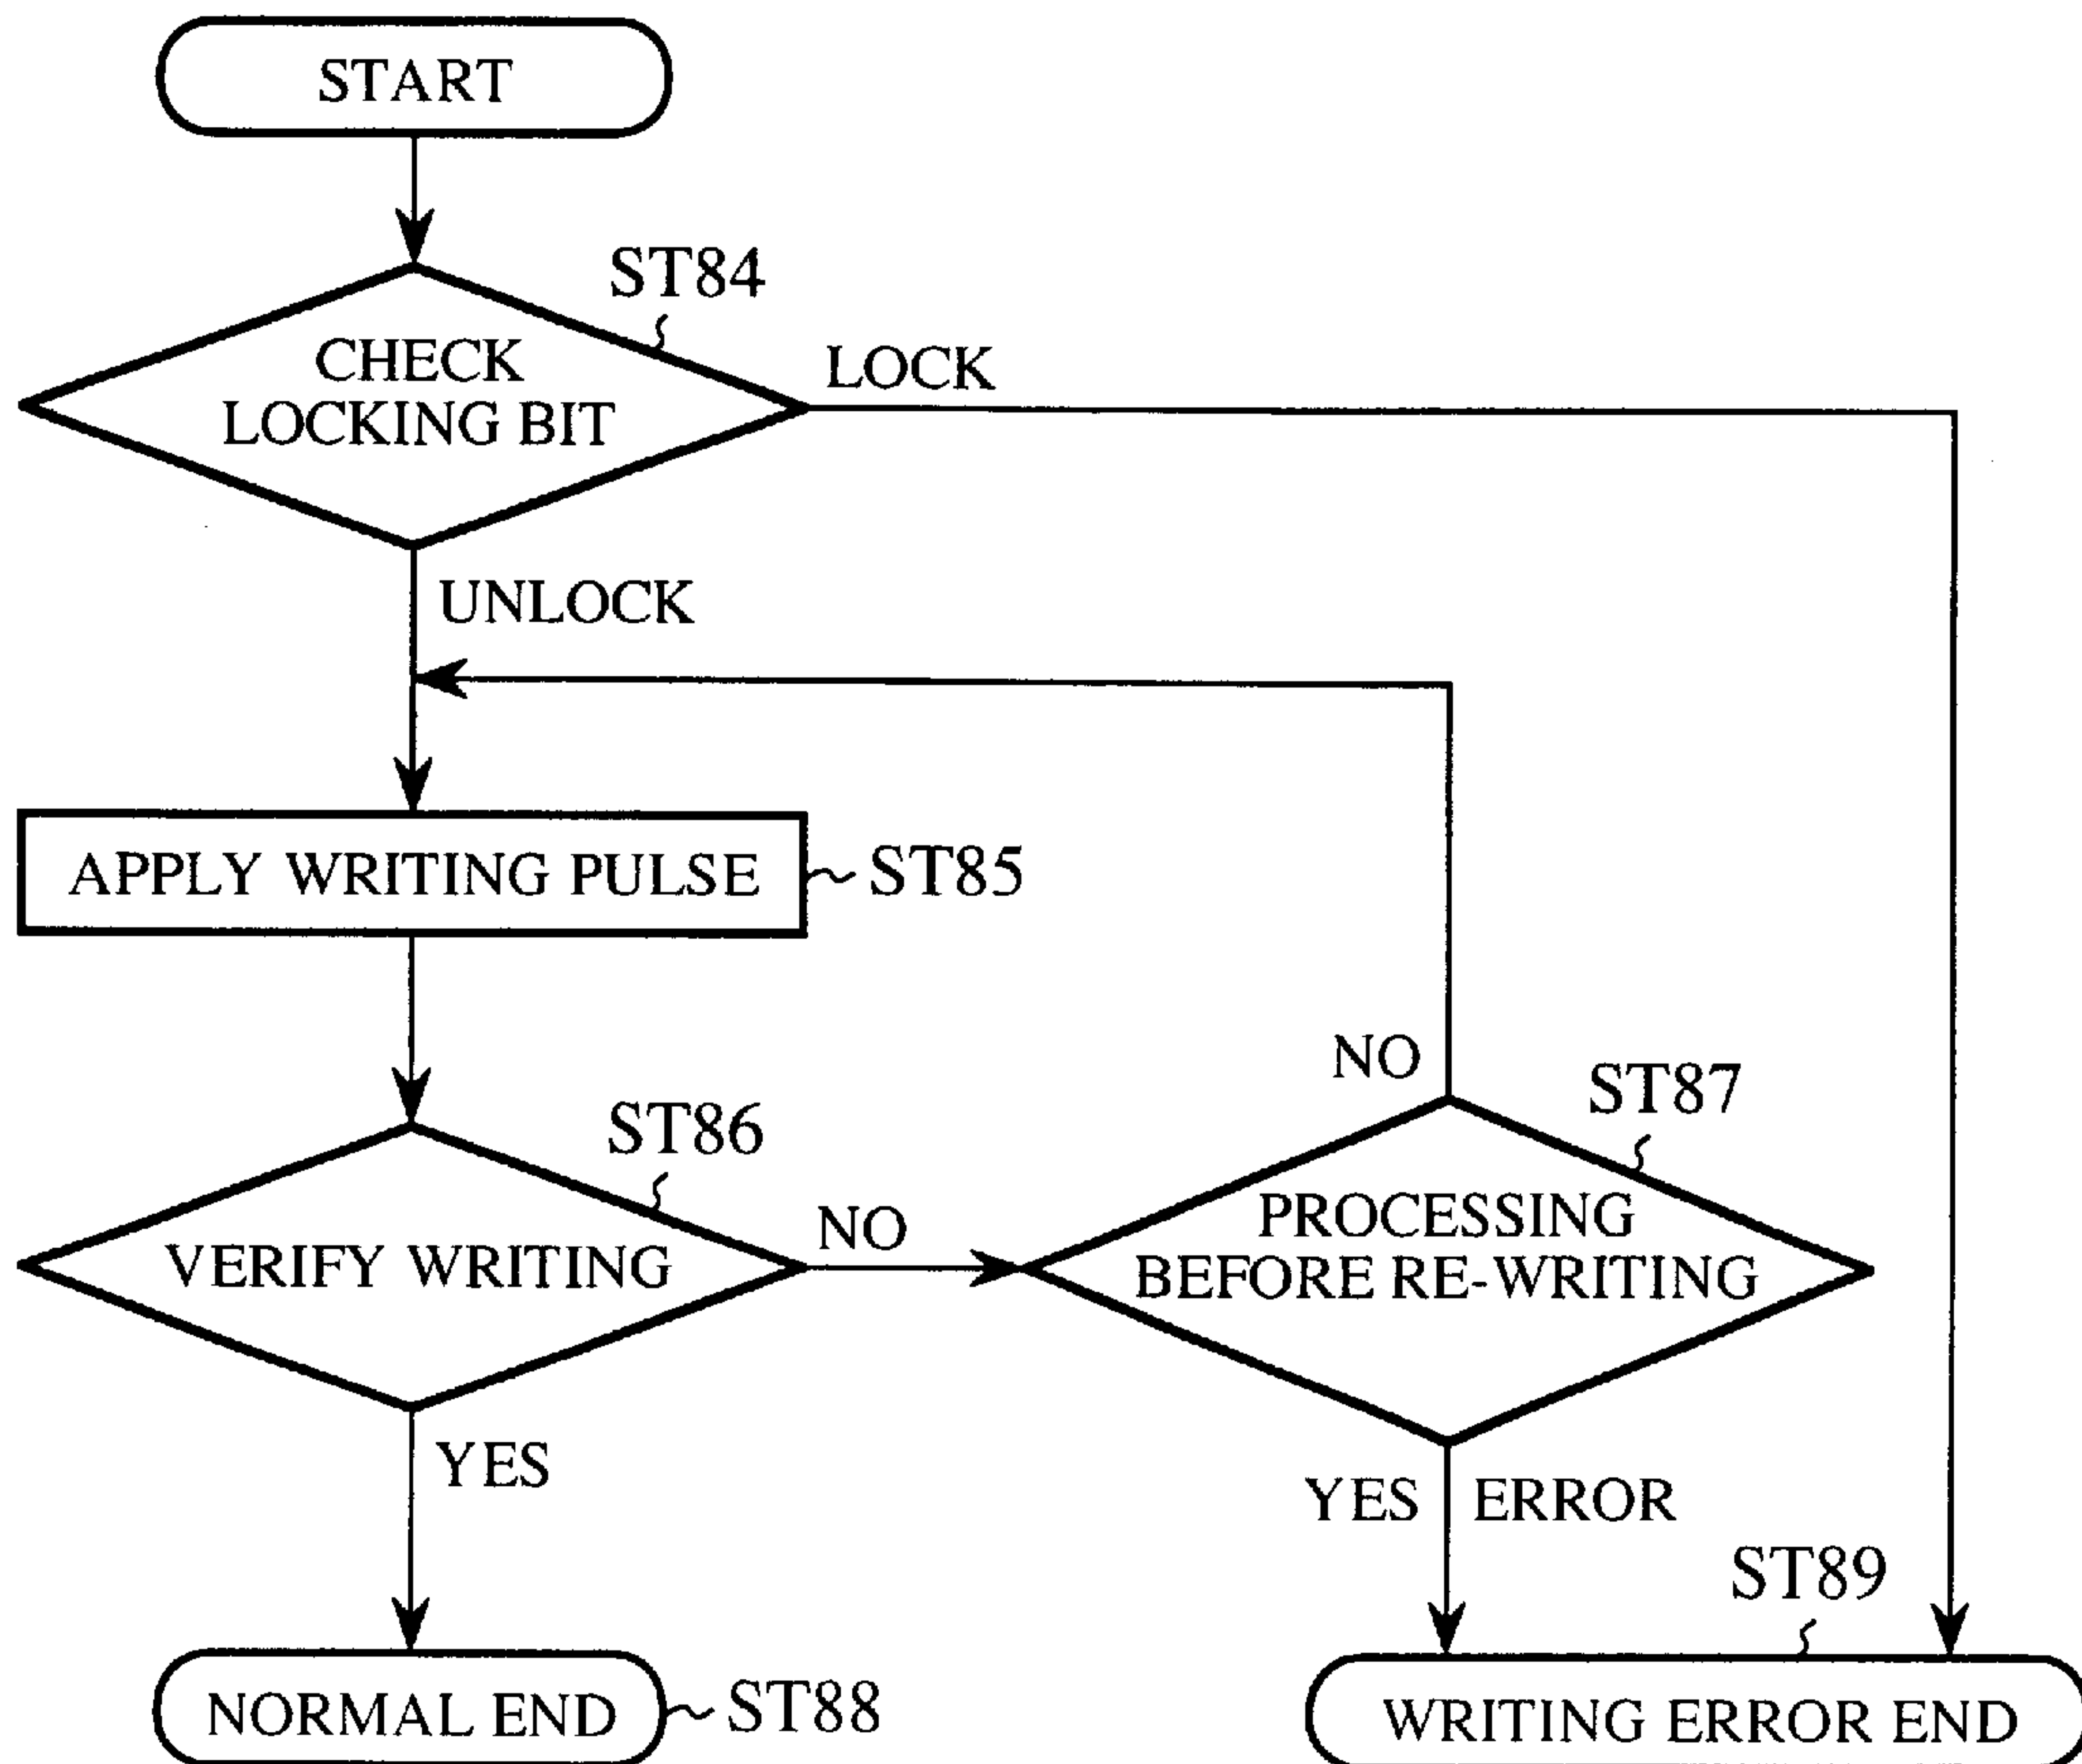 START
ST84
CHECK
LOCKING BIT
LOCK
UNLOCK
APPLY WRITING PULSE
ST85
NO
ST87
ST86
VERIFY WRITING
NO
PROCESSING
BEFORE RE-WRITING
YES
YES
ERROR
ST89
NORMAL END
ST88
WRITING ERROR END